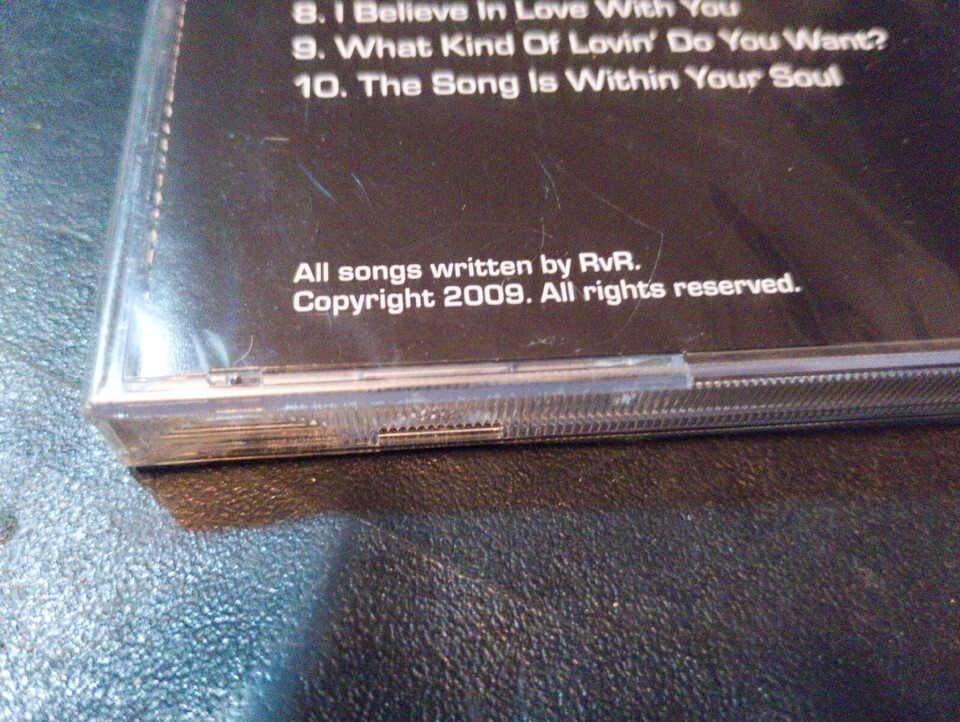 8. I Believe In Love With You
9. What Kind Of Lovin' Do You Want?
10. The Song Is Within Your Soul
All songs written by RvR.
Copyright 2009. All rights reserved.